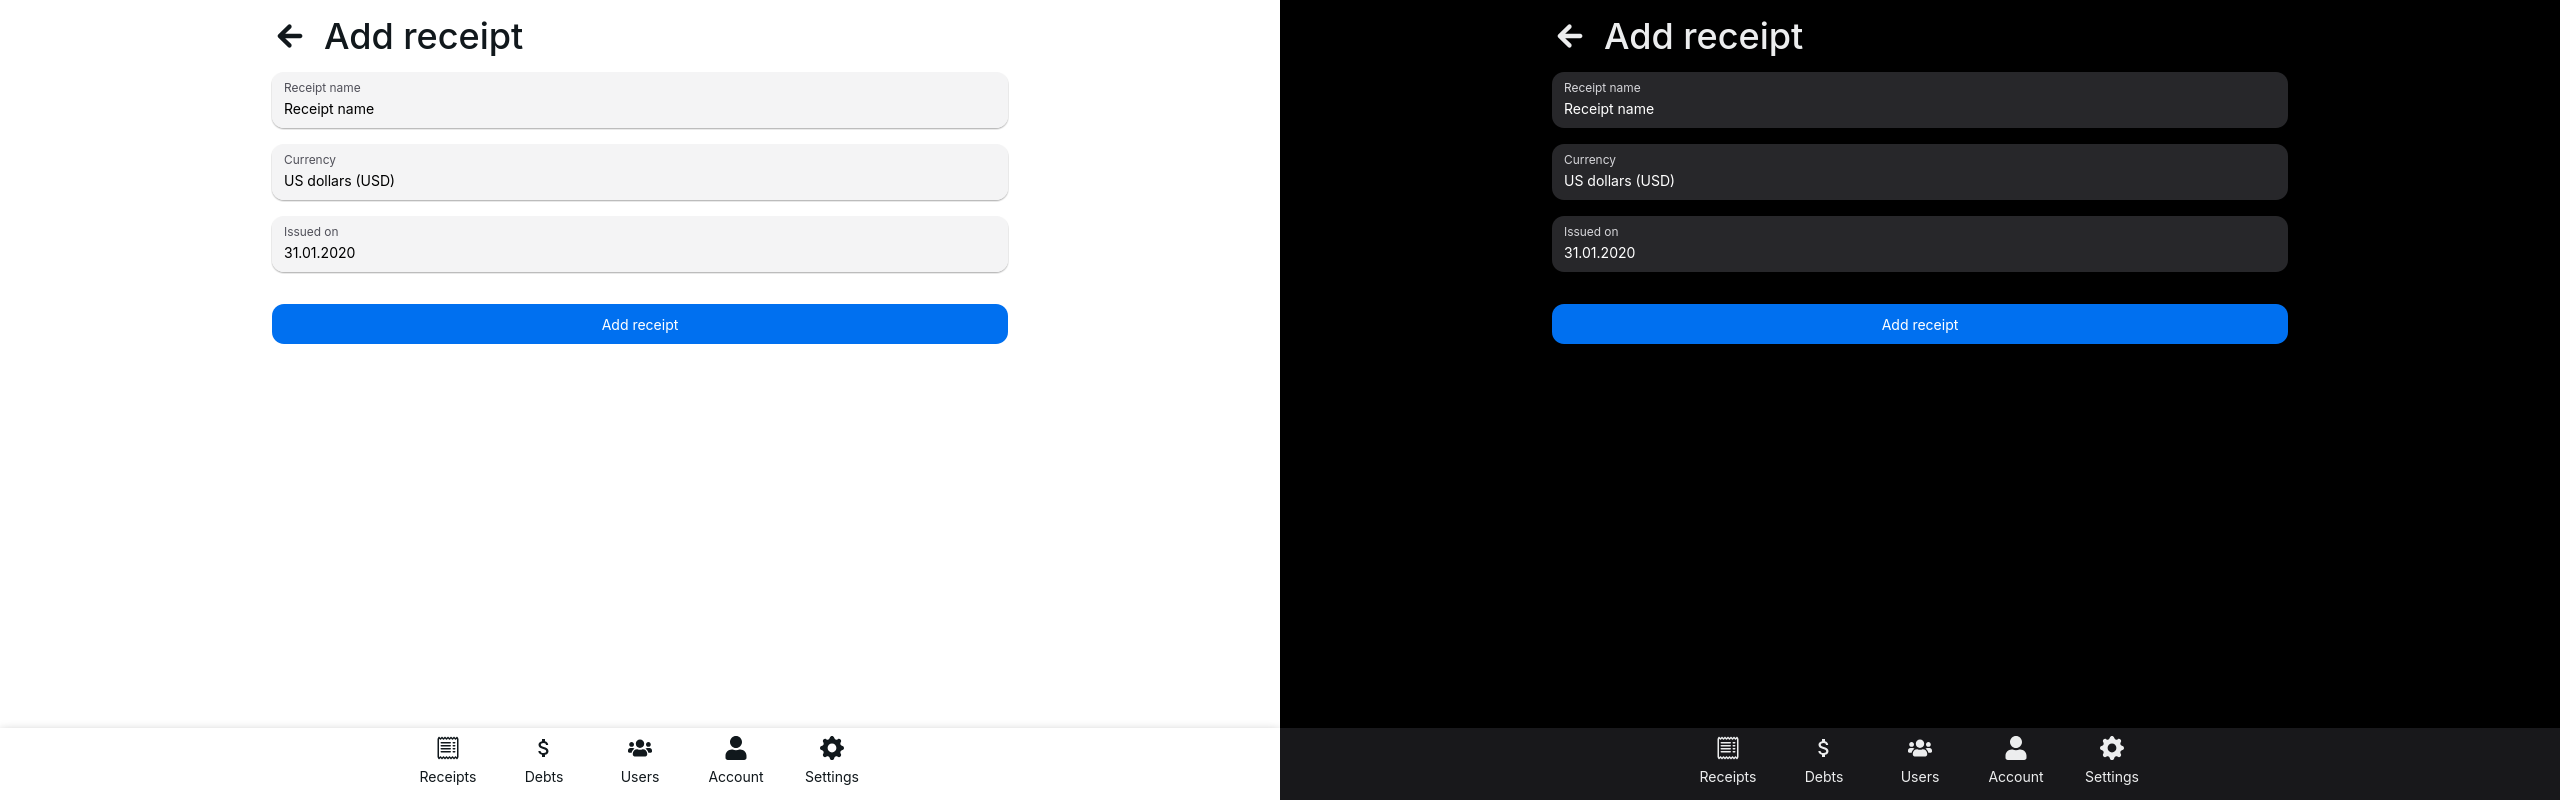 Add receipt
Receipt name
Receipt name
Currency
US dollars (USD)
Issued on
31.01.2020
Add receipt
Receipts Debts Users Account Settings
Add receipt
Receipt name
Receipt name
Currency
US dollars (USD)
Issued on
31.01.2020
Add receipt
Receipts Debts Users Account Settings